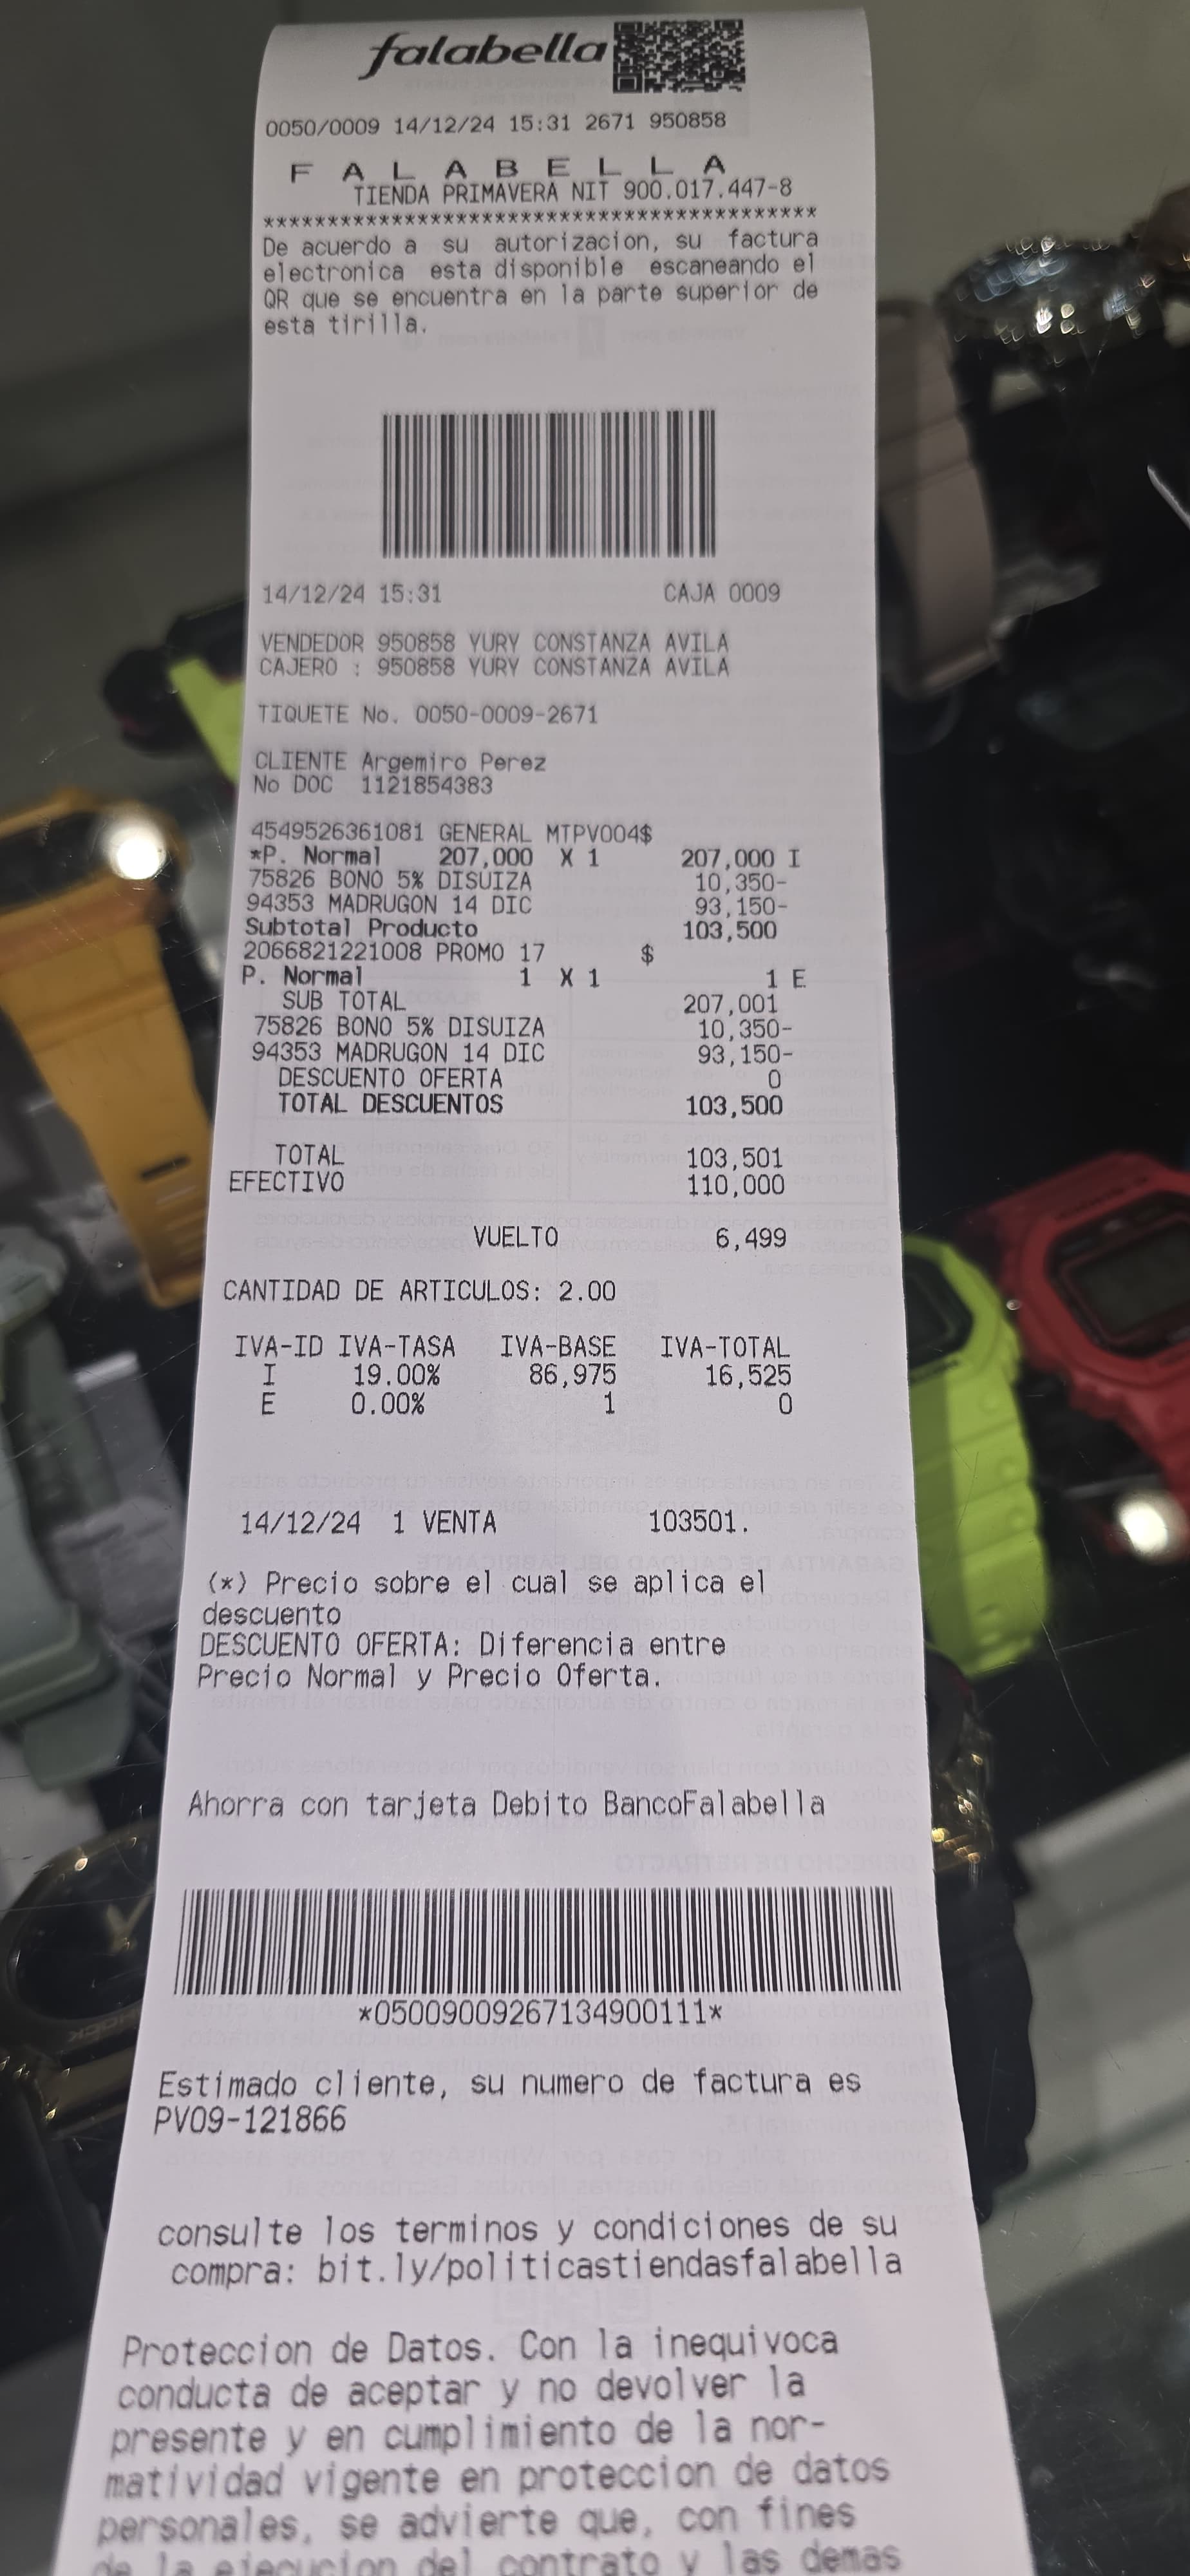 falabella
0050/0009 14/12/24 15:31 2671 950858
F A L A B E L L A
TIENDA PRIMAVERA NIT 900.017.447-8
*******************************************
De acuerdo a su autorizacion, su factura
electronica esta disponible escaneando el
QR que se encuentra en la parte superior de
esta tirilla.
14/12/24 15:31 CAJA 0009
VENDEDOR 950858 YURY CONSTANZA AVILA
CAJERO : 950858 YURY CONSTANZA AVILA
TIQUETE No. 0050-0009-2671
CLIENTE Argemiro Perez
No DOC 1121854383
4549526361081 GENERAL MTPV004$
*P. Normal 207,000 X 1 207,000 I
75826 BONO 5% DISUIZA 10,350-
94353 MADRUGON 14 DIC 93,150-
Subtotal Producto 103,500
2066821221008 PROMO 17 $
P. Normal 1 X 1 1 E
SUB TOTAL 207,001
75826 BONO 5% DISUIZA 10,350-
94353 MADRUGON 14 DIC 93,150-
DESCUENTO OFERTA 0
TOTAL DESCUENTOS 103,500
TOTAL 103,501
EFECTIVO 110,000
VUELTO 6,499
CANTIDAD DE ARTICULOS: 2.00
IVA-ID IVA-TASA IVA-BASE IVA-TOTAL
I 19.00% 86,975 16,525
E 0.00% 1 0
14/12/24 1 VENTA 103501.
(*) Precio sobre el cual se aplica el
descuento
DESCUENTO OFERTA: Diferencia entre
Precio Normal y Precio Oferta.
Ahorra con tarjeta Debito BancoFalabella
*05009009267134900111*
Estimado cliente, su numero de factura es
PV09-121866
consulte los terminos y condiciones de su
compra: bit.ly/politicastiendasfalabella
Proteccion de Datos. Con la inequivoca
conducta de aceptar y no devolver la
presente y en cumplimiento de la nor-
matividad vigente en proteccion de datos
personales, se advierte que, con fines
de la ejecucion del contrato y las demas